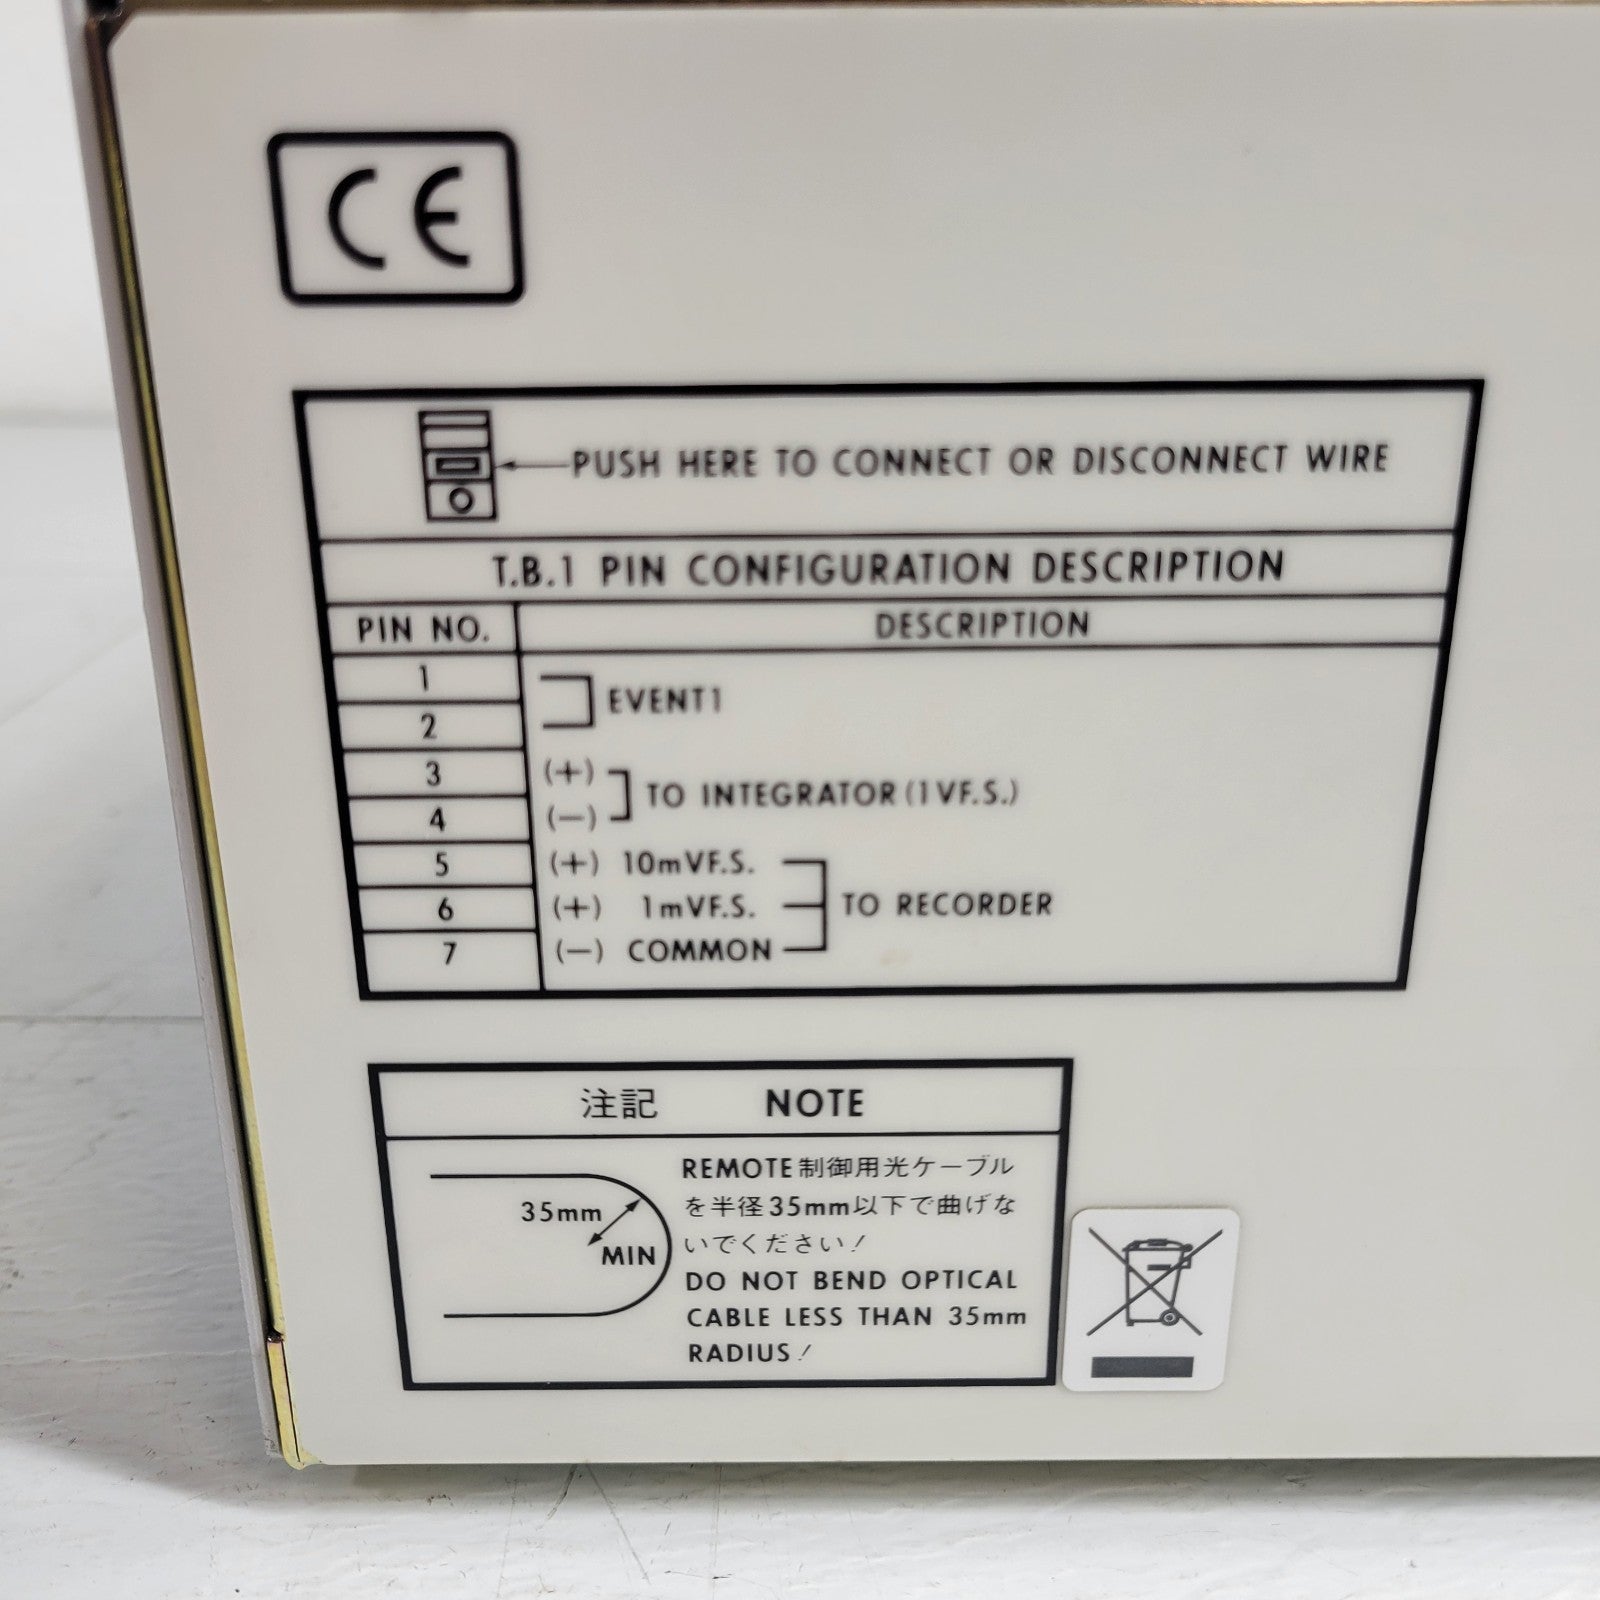 CE
PUSH HERE TO CONNECT OR DISCONNECT WIRE
T.B.1 PIN CONFIGURATION DESCRIPTION
PIN NO. DESCRIPTION
1
EVENT1
2
3 (+)
TO INTEGRATOR (1VF.S.)
4 (−)
5 (+) 10mVF.S.
6 (+) 1mVF.S. TO RECORDER
7 (−) COMMON
注記 NOTE
35mm
MIN
REMOTE制御用光ケーブル
を半径35mm以下で曲げな
いでください!
DO NOT BEND OPTICAL
CABLE LESS THAN 35mm
RADIUS!